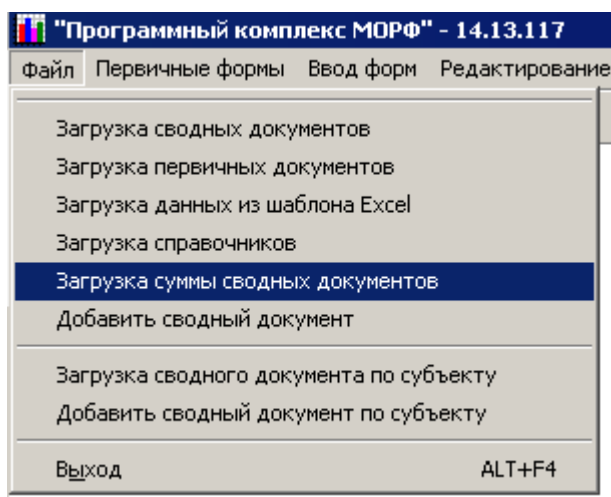 "Программный комплекс МОРФ" - 14.13.117
Файл Первичные формы Ввод форм Редактирование
Загрузка сводных документов
Загрузка первичных документов
Загрузка данных из шаблона Excel
Загрузка справочников
Загрузка суммы сводных документов
Добавить сводный документ
Загрузка сводного документа по субъекту
Добавить сводный документ по субъекту
Выход ALT+F4